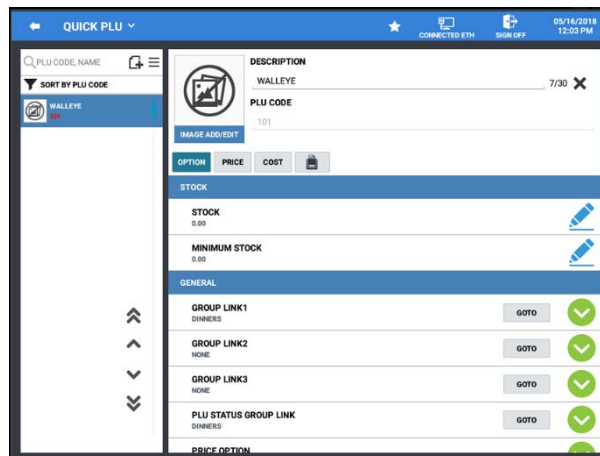 QUICK PLU
CONNECTED ETH
SIGN OFF
05/16/2018
12:03 PM
PLU CODE, NAME
SORT BY PLU CODE
WALLEYE
101
DESCRIPTION
WALLEYE
7/30
PLU CODE
101
IMAGE ADD/EDIT
OPTION PRICE COST
STOCK
STOCK
0.00
MINIMUM STOCK
0.00
GENERAL
GROUP LINK1
DINNERS
GOTO
GROUP LINK2
NONE
GOTO
GROUP LINK3
NONE
GOTO
PLU STATUS GROUP LINK
DINNERS
GOTO
PRICE OPTION